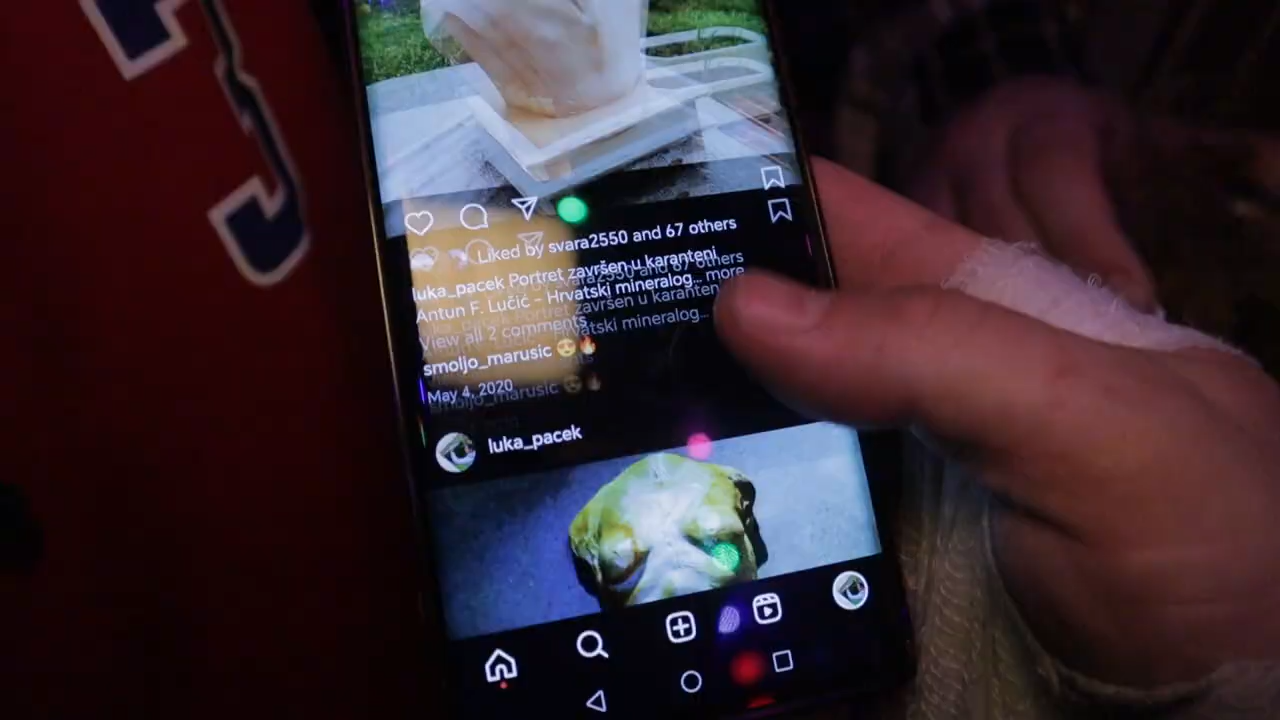 Liked by svara2550 and 67 others
luka_pacek Portret završen u karanteni
Antun F. Lučić - Hrvatski mineralog... more
View all 2 comments
smoljo_marusic 😍🔥
May 4, 2020
luka_pacek